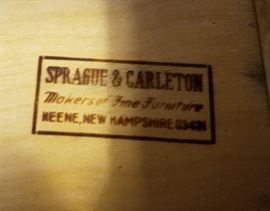 SPRAGUE & CARLETON
Makers of Fine Furniture
KEENE, NEW HAMPSHIRE 03431